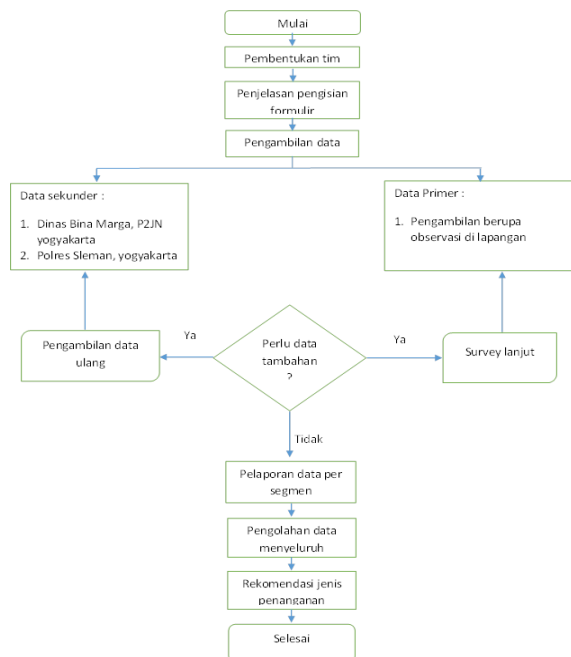 Mulai
Pembentukan tim
Penjelasan pengisian
formulir
Pengambilan data
Data sekunder :
1. Dinas Bina Marga, P2JN
yogyakarta
2. Polres Sleman, yogyakarta
Data Primer :
1. Pengambilan berupa
observasi di lapangan
Pengambilan data
ulang
Ya
Perlu data
tambahan
?
Ya
Survey lanjut
Tidak
Pelaporan data per
segmen
Pengolahan data
menyeluruh
Rekomendasi jenis
penanganan
Selesai